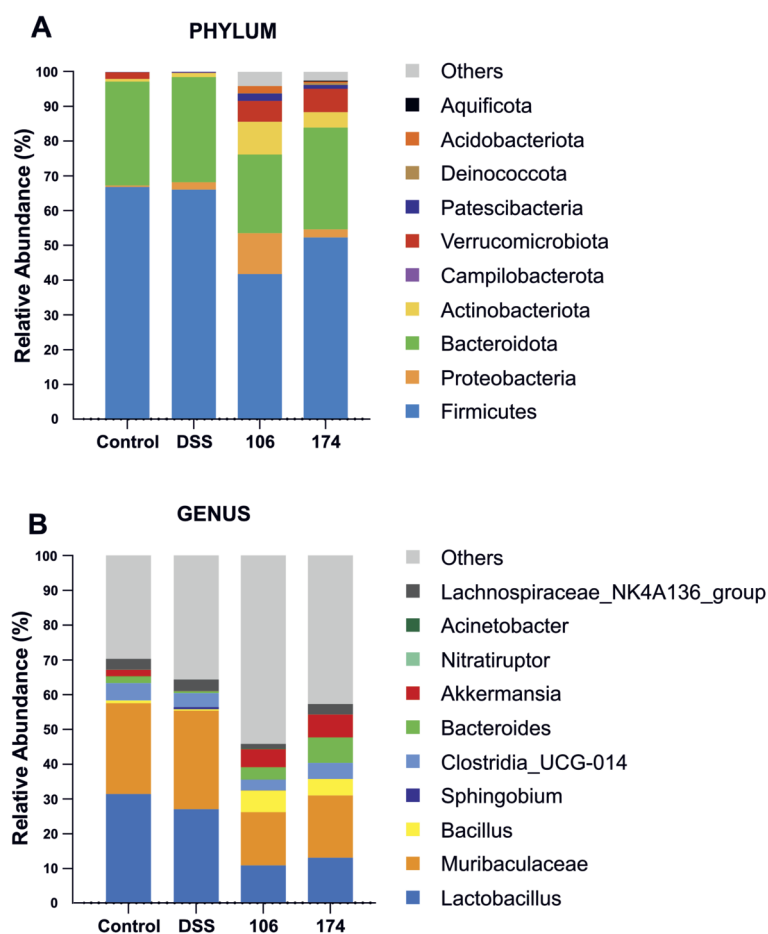 A
PHYLUM
Relative Abundance (%)
100
90
80
70
60
50
40
30
20
10
0
Control DSS 106 174
Others
Aquificota
Acidobacteriota
Deinococcota
Patescibacteria
Verrucomicrobiota
Campilobacterota
Actinobacteriota
Bacteroidota
Proteobacteria
Firmicutes
B
GENUS
Relative Abundance (%)
100
90
80
70
60
50
40
30
20
10
0
Control DSS 106 174
Others
Lachnospiraceae_NK4A136_group
Acinetobacter
Nitratiruptor
Akkermansia
Bacteroides
Clostridia_UCG-014
Sphingobium
Bacillus
Muribaculaceae
Lactobacillus